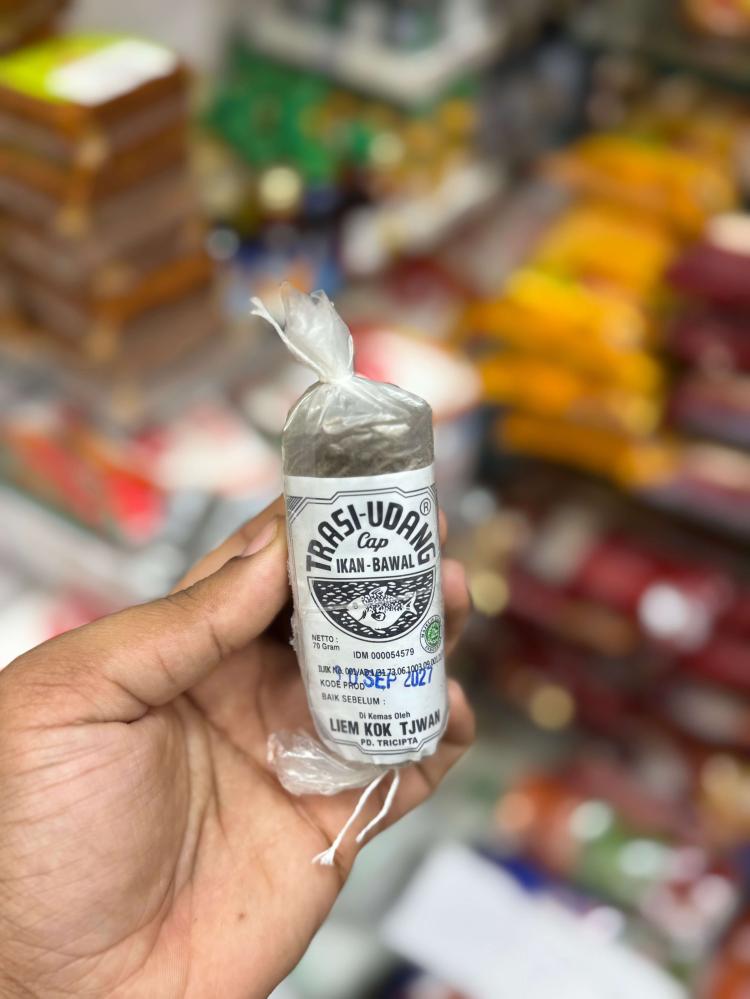 TRASI-UDANG ®
Cap
IKAN-BAWAL
NETTO :
70 Gram
IDM 000054579
SEP 2027
KODE PROD
BAIK SEBELUM :
Di Kemas Oleh
LIEM KOK TJWAN
PD. TRICIPTA